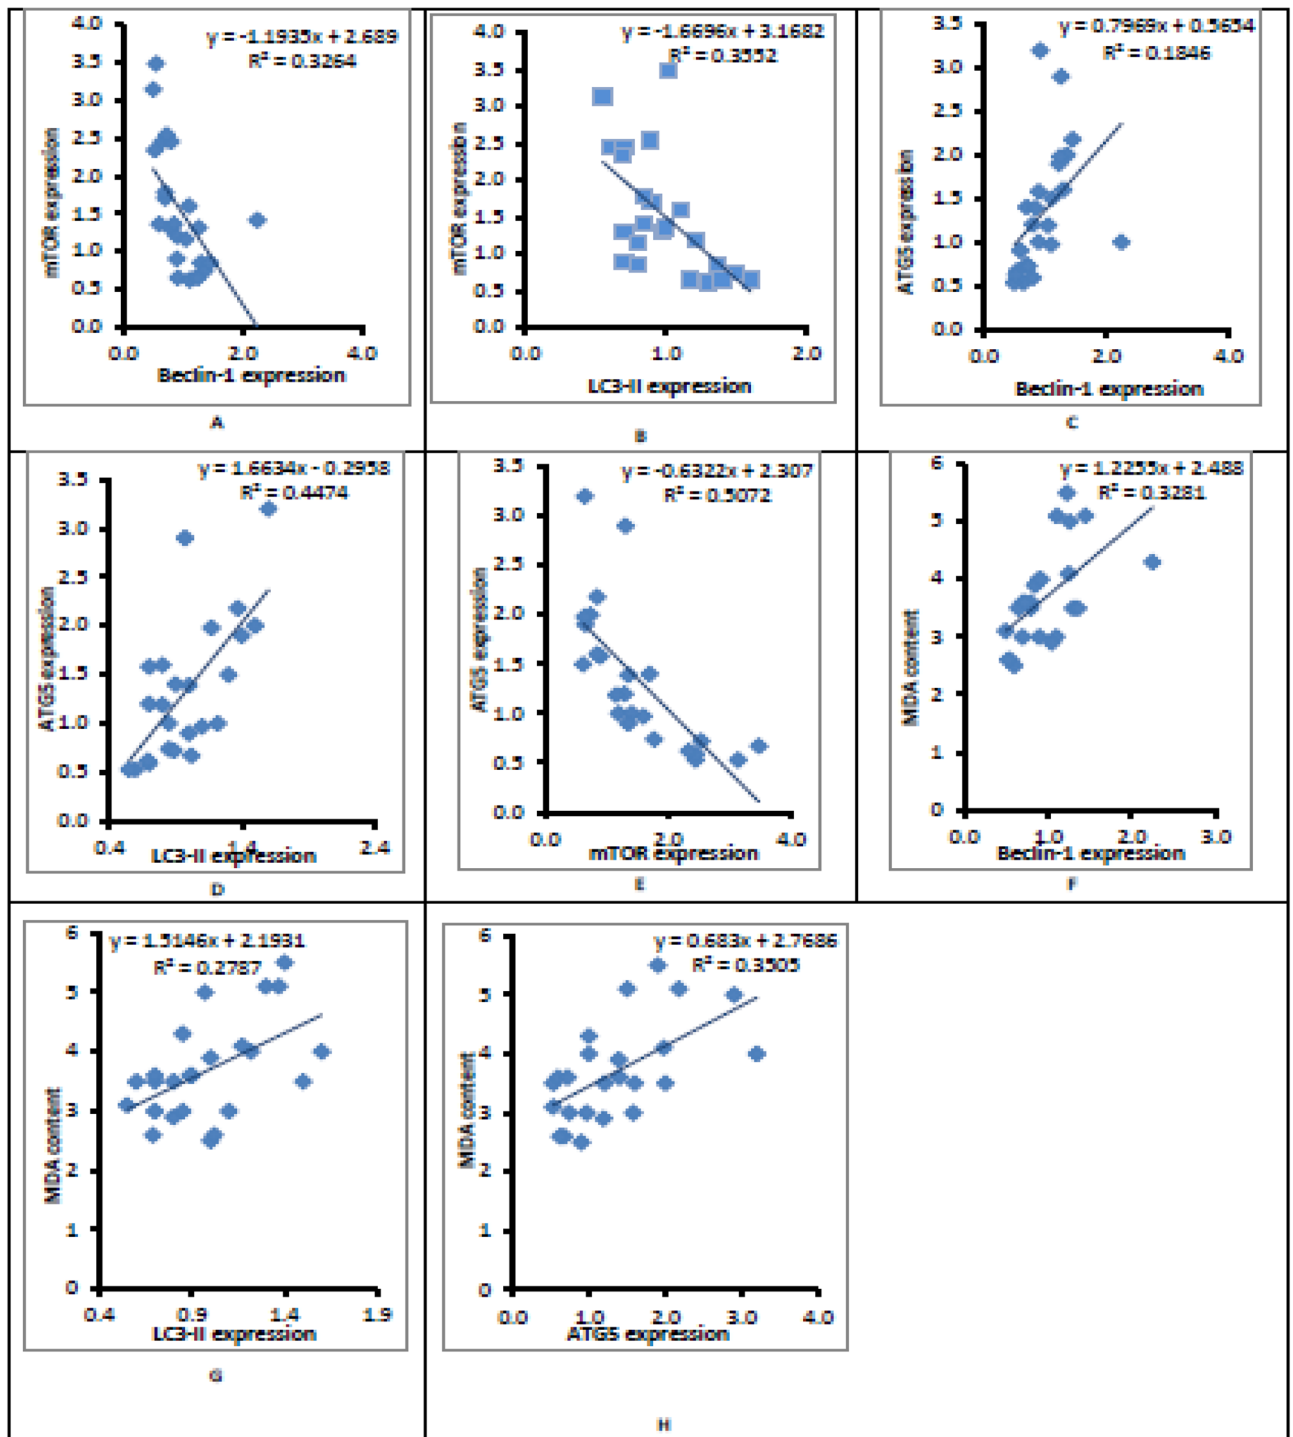 y = -1.1935x + 2.689
R² = 0.3264
4.0
3.5
3.0
2.5
2.0
1.5
1.0
0.5
0.0
mTOR expression
0.0 2.0 4.0
Beclin-1 expression
A
y = -1.6696x + 3.1682
R² = 0.3552
4.0
3.5
3.0
2.5
2.0
1.5
1.0
0.5
0.0
mTOR expression
0.0 1.0 2.0
LC3-II expression
B
y = 0.7969x + 0.5654
R² = 0.1846
3.5
3.0
2.5
2.0
1.5
1.0
0.5
0.0
ATG5 expression
0.0 2.0 4.0
Beclin-1 expression
C
y = 1.6634x - 0.2958
R² = 0.4474
3.5
3.0
2.5
2.0
1.5
1.0
0.5
0.0
ATG5 expression
0.4 1.4 2.4
LC3-II expression
D
y = -0.6322x + 2.307
R² = 0.5072
3.5
3.0
2.5
2.0
1.5
1.0
0.5
0.0
ATG5 expression
0.0 2.0 4.0
mTOR expression
E
y = 1.2255x + 2.488
R² = 0.3281
6
5
4
3
2
1
0
MDA content
0.0 1.0 2.0 3.0
Beclin-1 expression
F
y = 1.5146x + 2.1931
R² = 0.2787
6
5
4
3
2
1
0
MDA content
0.4 0.9 1.4 1.9
LC3-II expression
G
y = 0.683x + 2.7686
R² = 0.3505
6
5
4
3
2
1
0
MDA content
0.0 1.0 2.0 3.0 4.0
ATG5 expression
H